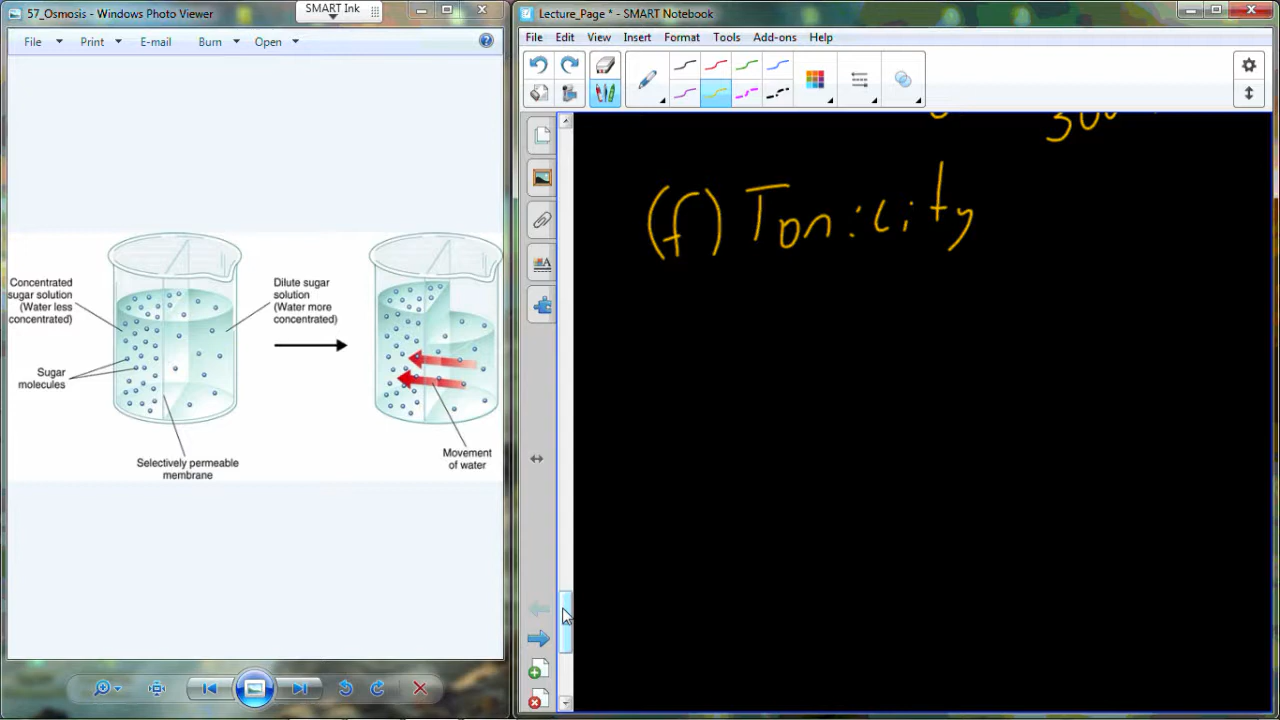 57_Osmosis - Windows Photo Viewer
SMART Ink
File Print E-mail Burn Open
Concentrated
sugar solution
(Water less
concentrated)
Sugar
molecules
Dilute sugar
solution
(Water more
concentrated)
Selectively permeable
membrane
Movement
of water
Lecture_Page * - SMART Notebook
File Edit View Insert Format Tools Add-ons Help
(f) Tonicity